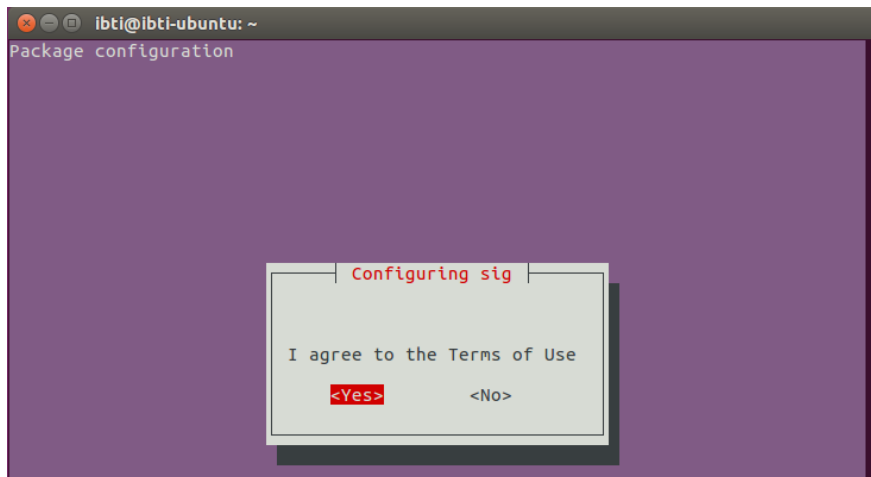 ibti@ibti-ubuntu: ~
Package configuration
Configuring sig
I agree to the Terms of Use
<Yes> <No>